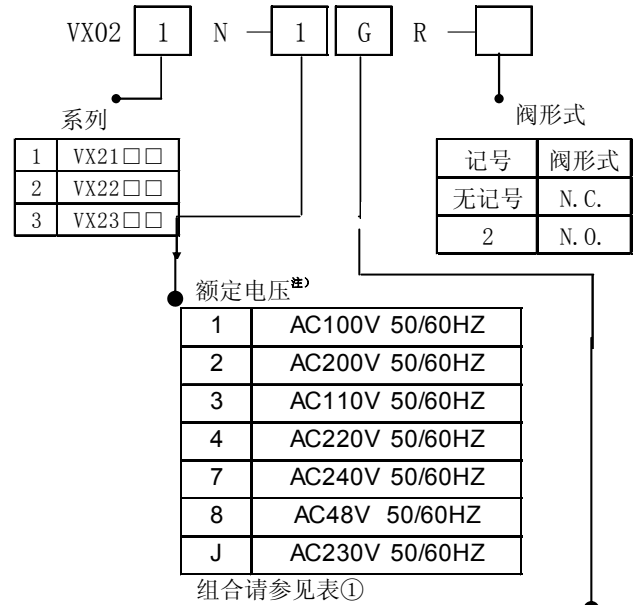 VX02 1 N — 1 G R — 
系列
1 VX21□□
2 VX22□□
3 VX23□□
阀形式
记号 阀形式
无记号 N.C.
2 N.O.
额定电压注)
1 AC100V 50/60HZ
2 AC200V 50/60HZ
3 AC110V 50/60HZ
4 AC220V 50/60HZ
7 AC240V 50/60HZ
8 AC48V 50/60HZ
J AC230V 50/60HZ
组合请参见表①